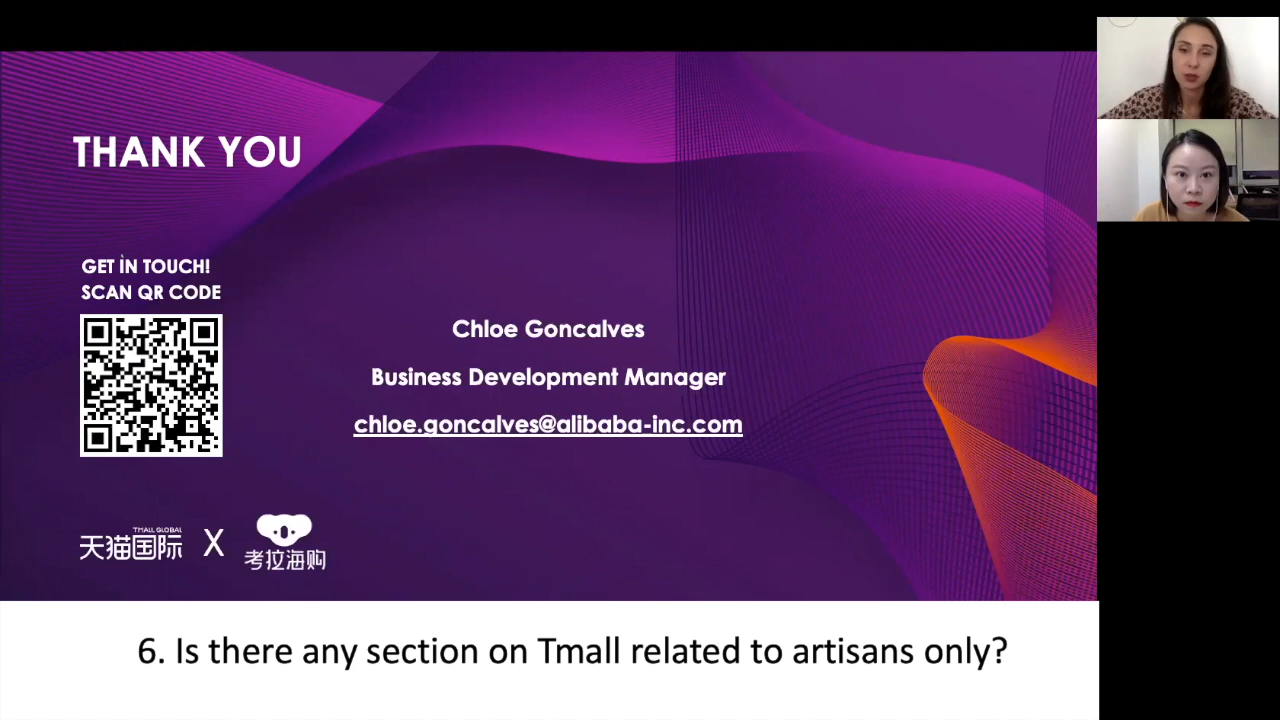 THANK YOU
GET IN TOUCH!
SCAN QR CODE
Chloe Goncalves
Business Development Manager
chloe.goncalves@alibaba-inc.com
TMALL GLOBAL
天猫国际 X 考拉海购
6. Is there any section on Tmall related to artisans only?